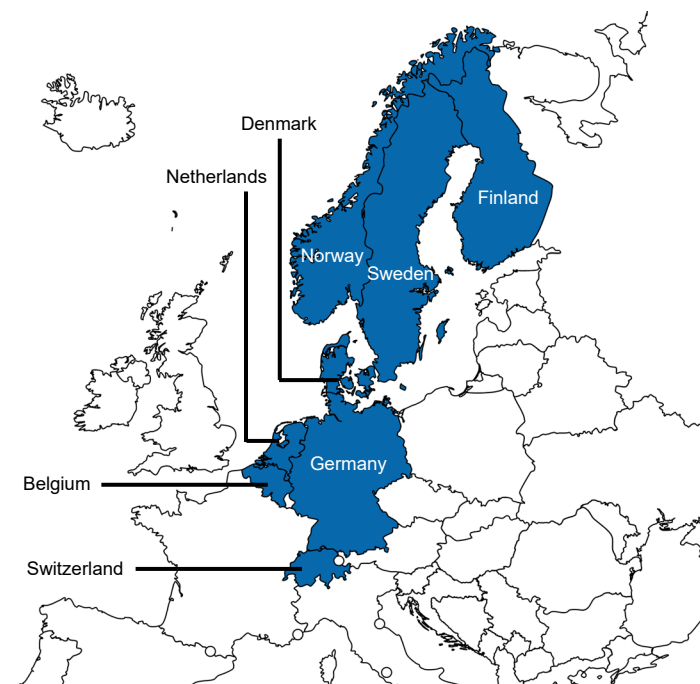 Denmark
Netherlands
Finland
Norway
Sweden
Germany
Belgium
Switzerland